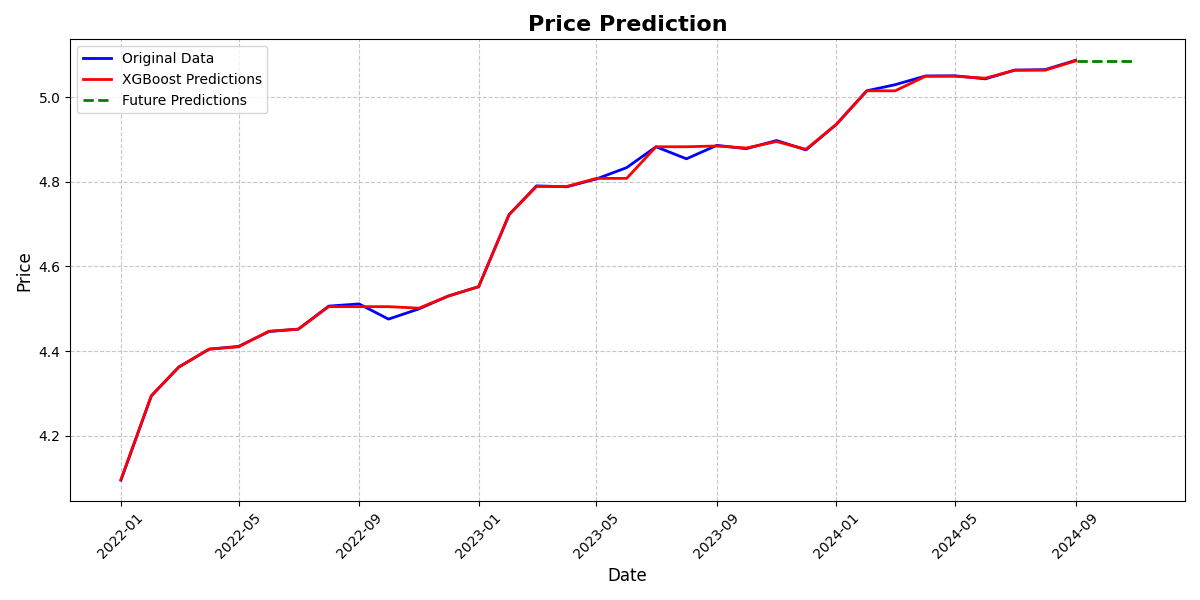 Price Prediction
Original Data
XGBoost Predictions
Future Predictions
Price
5.0
4.8
4.6
4.4
4.2
2022-01
2022-05
2022-09
2023-01
2023-05
2023-09
2024-01
2024-05
2024-09
Date